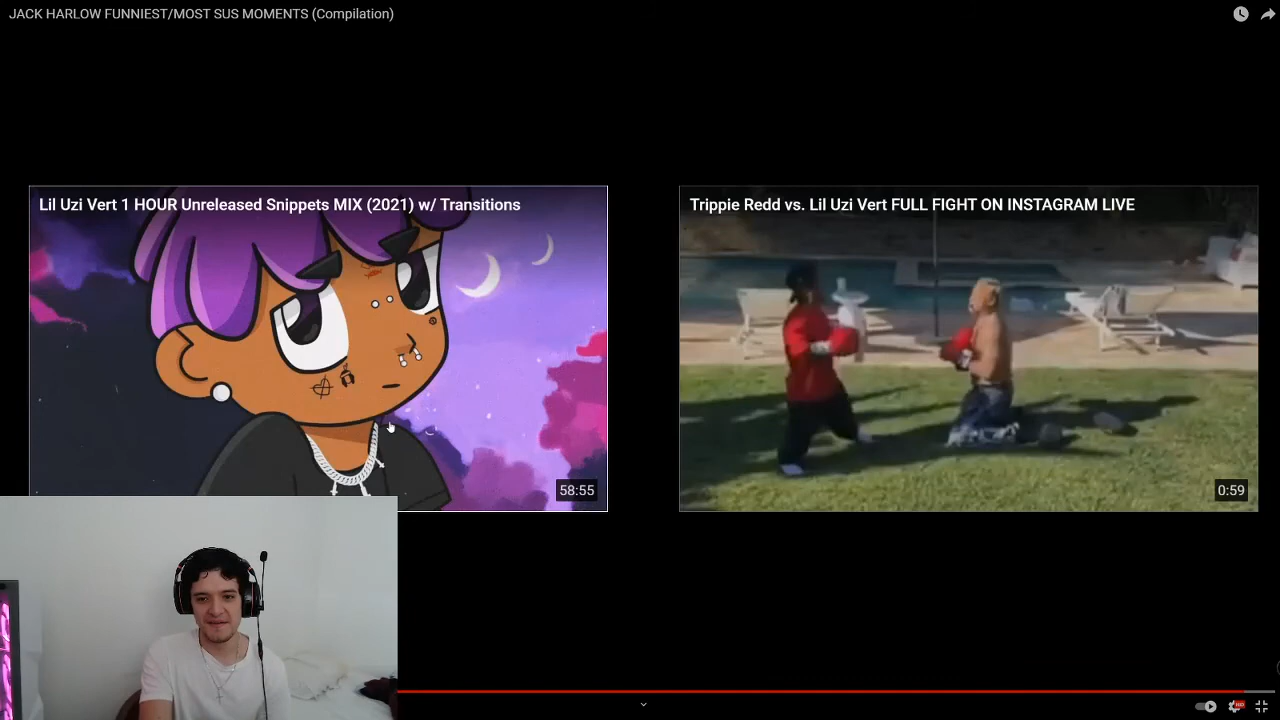 JACK HARLOW FUNNIEST/MOST SUS MOMENTS (Compilation)
Lil Uzi Vert 1 HOUR Unreleased Snippets MIX (2021) w/ Transitions
Trippie Redd vs. Lil Uzi Vert FULL FIGHT ON INSTAGRAM LIVE
58:55
0:59
HD